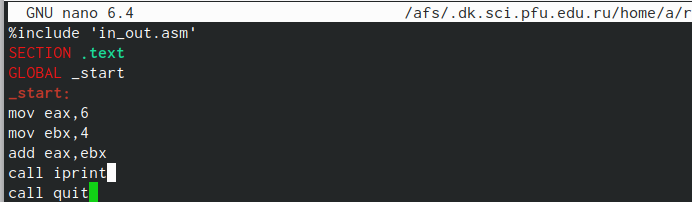 GNU nano 6.4 /afs/.dk.sci.pfu.edu.ru/home/a/r
%include 'in_out.asm'
SECTION .text
GLOBAL _start
_start:
mov eax,6
mov ebx,4
add eax,ebx
call iprint
call quit